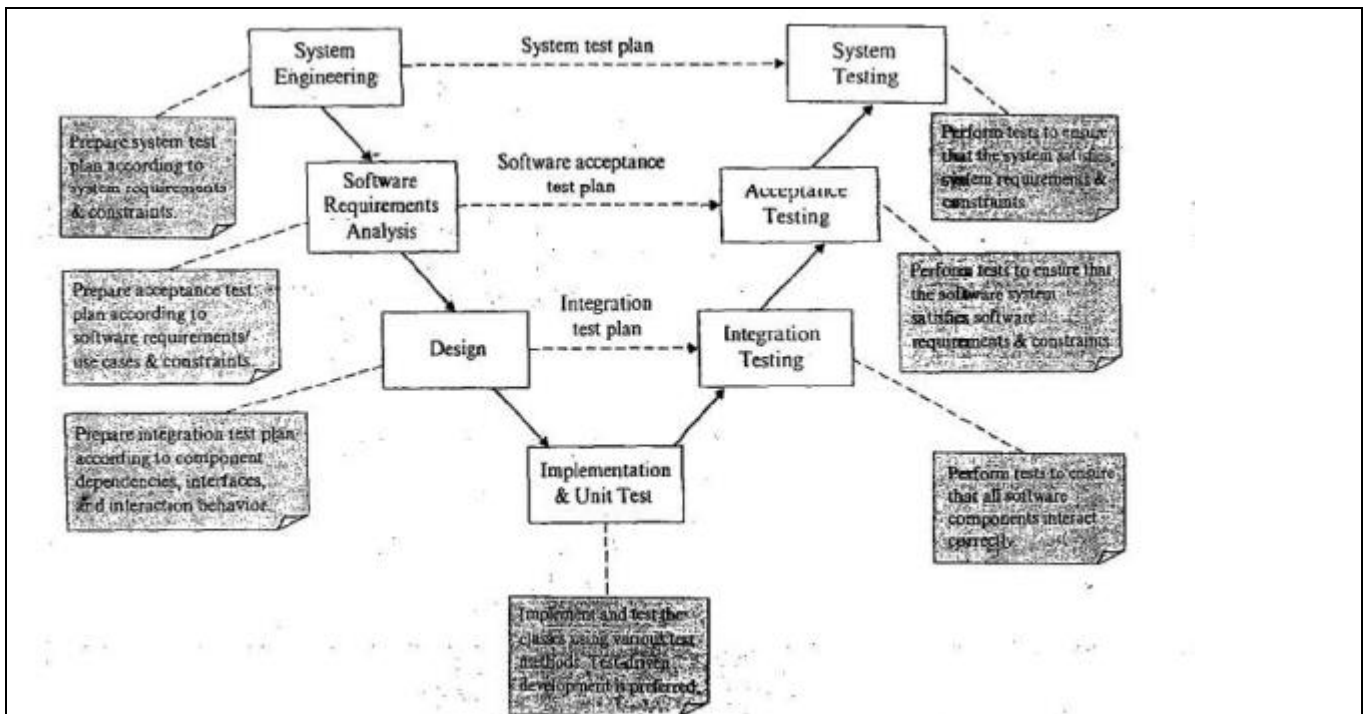 System
Engineering
System test plan
System
Testing
Prepare system test
plan according to
system requirements
& constraints.
Perform tests to ensure
that the system satisfies
system requirements &
constraints
Software
Requirements
Analysis
Software acceptance
test plan
Acceptance
Testing
Prepare acceptance test
plan according to
software requirements/
use cases & constraints.
Perform tests to ensure that
the software system
satisfies software
requirements & constraints
Design
Integration
test plan
Integration
Testing
Prepare integration test plan
according to component
dependencies, interfaces,
and interaction behavior.
Perform tests to ensure
that all software
components interact
correctly.
Implementation
& Unit Test
Implement and test the
classes using various test
methods. Test-driven
development is preferred.